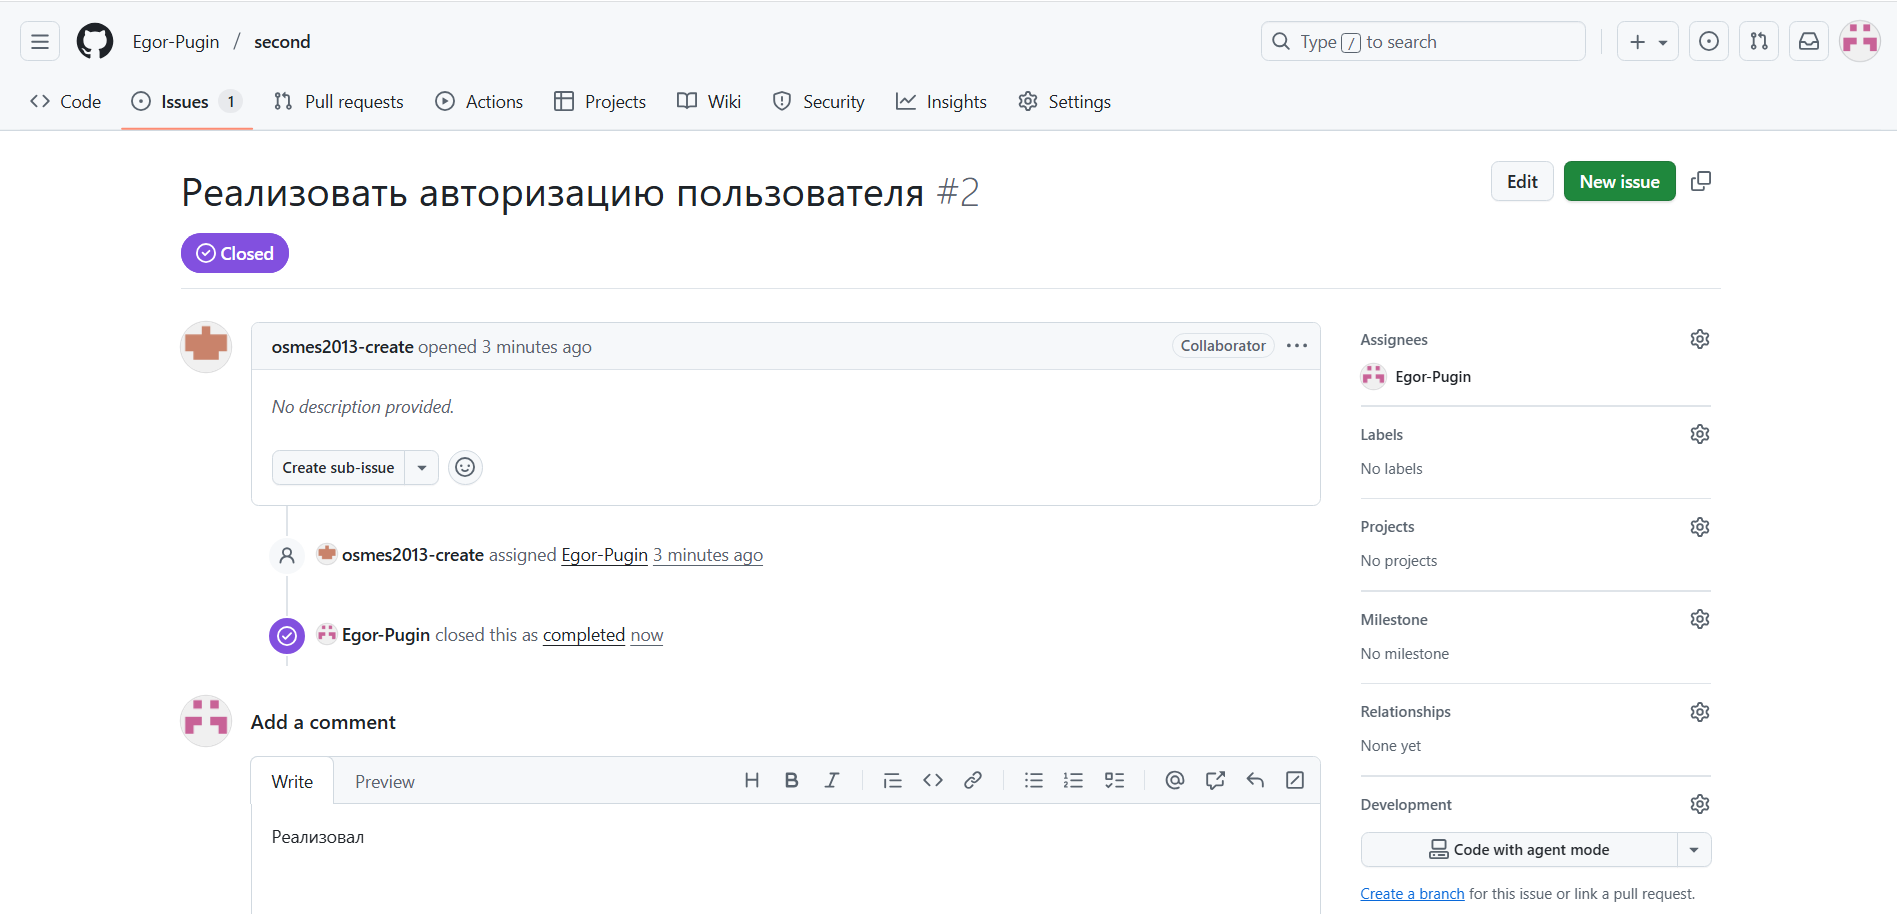 Egor-Pugin / second
Type / to search
Code
Issues 1
Pull requests
Actions
Projects
Wiki
Security
Insights
Settings
Реализовать авторизацию пользователя #2
Edit
New issue
Closed
osmes2013-create opened 3 minutes ago
Collaborator
No description provided.
Create sub-issue
osmes2013-create assigned Egor-Pugin 3 minutes ago
Egor-Pugin closed this as completed now
Add a comment
Write
Preview
Реализовал
Assignees
Egor-Pugin
Labels
No labels
Projects
No projects
Milestone
No milestone
Relationships
None yet
Development
Code with agent mode
Create a branch for this issue or link a pull request.